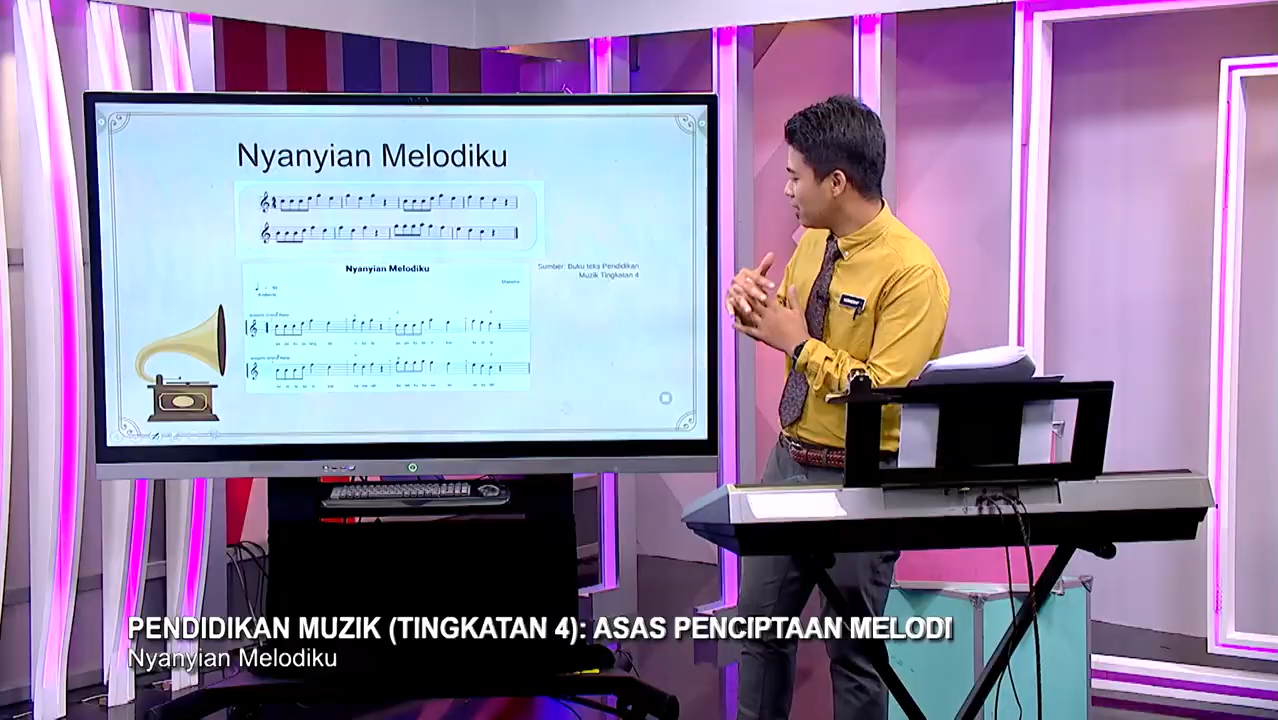 Nyanyian Melodiku
Nyanyian Melodiku
Sumber: Buku teks Pendidikan
Muzik Tingkatan 4
PENDIDIKAN MUZIK (TINGKATAN 4): ASAS PENCIPTAAN MELODI
Nyanyian Melodiku